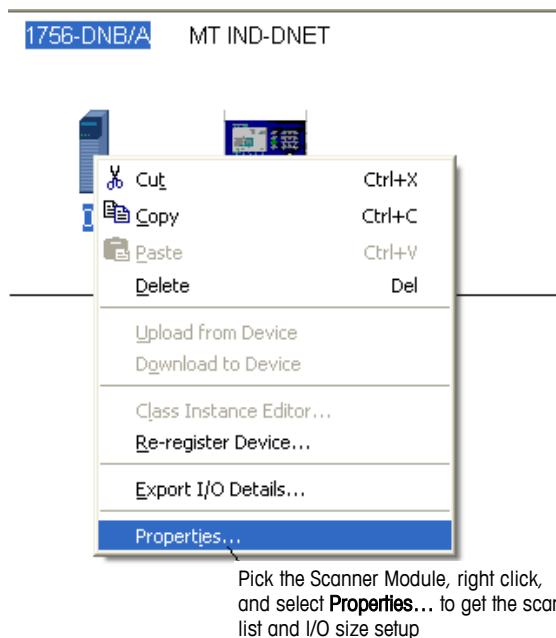 1756-DNB/A MT IND-DNET
Cut Ctrl+X
Copy Ctrl+C
Paste Ctrl+V
Delete Del
Upload from Device
Download to Device
Class Instance Editor...
Re-register Device...
Export I/O Details...
Properties...
Pick the Scanner Module, right click,
and select Properties... to get the scan
list and I/O size setup